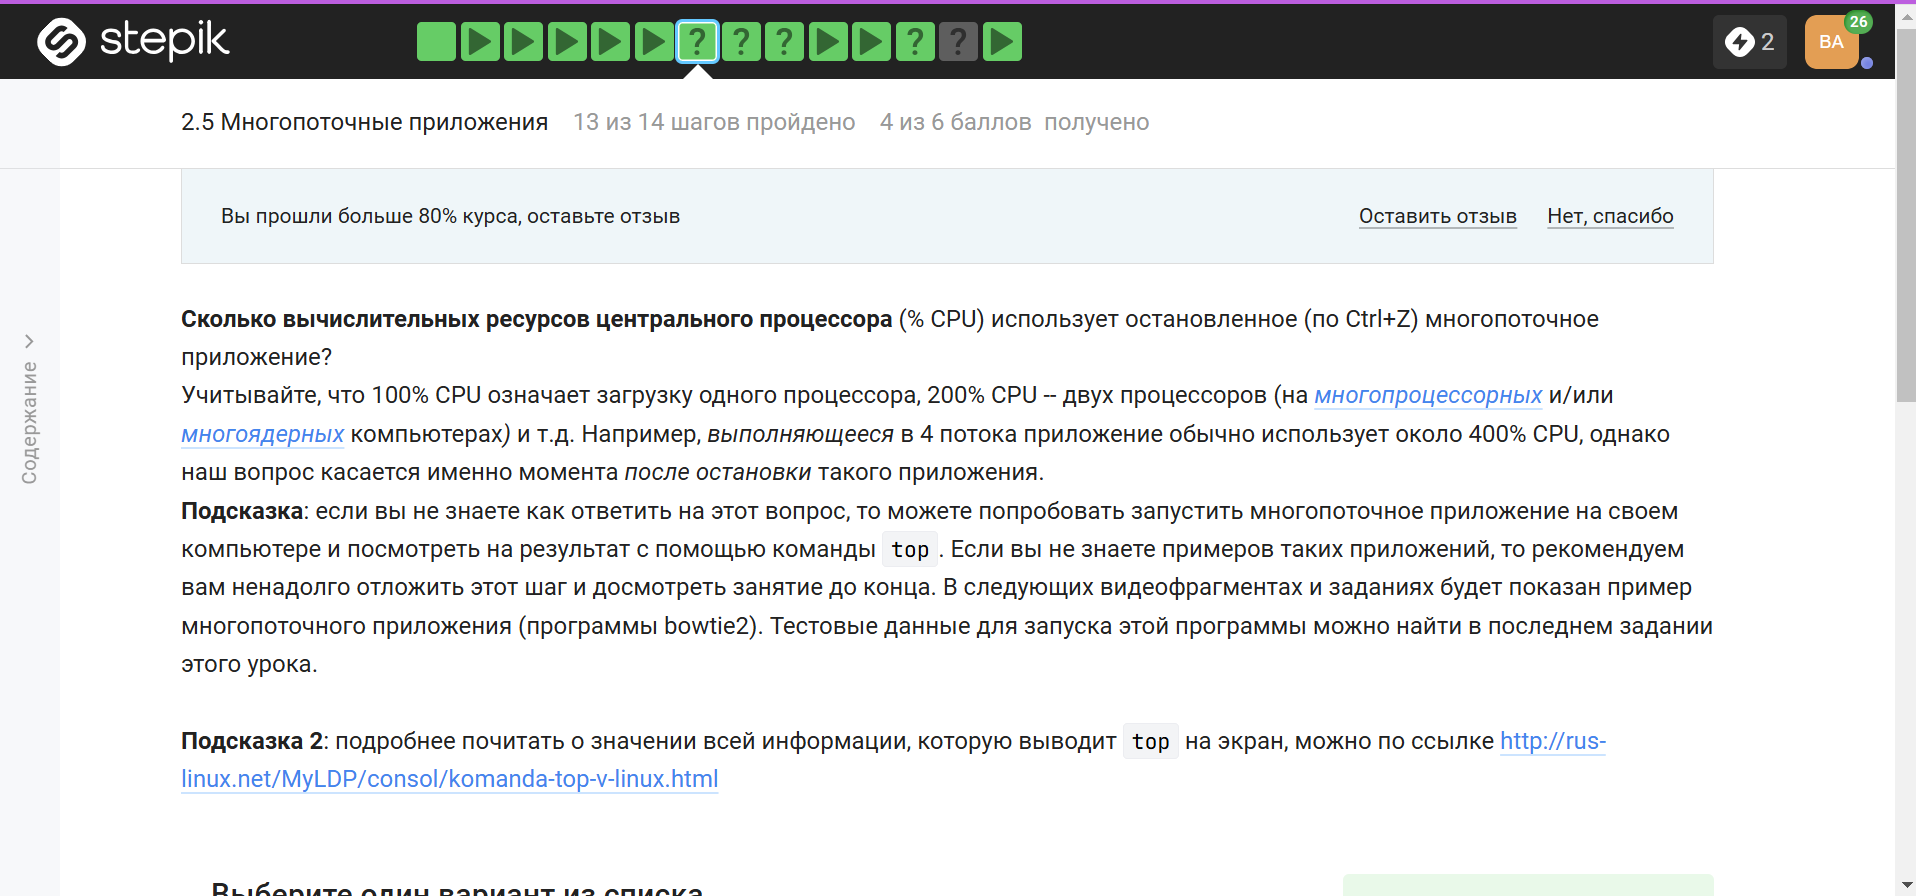 stepik
? ? ? ? ?
2
BA
26
2.5 Многопоточные приложения 13 из 14 шагов пройдено 4 из 6 баллов получено
Вы прошли больше 80% курса, оставьте отзыв Оставить отзыв Нет, спасибо
Содержание
Сколько вычислительных ресурсов центрального процессора (% CPU) использует остановленное (по Ctrl+Z) многопоточное
приложение?
Учитывайте, что 100% CPU означает загрузку одного процессора, 200% CPU -- двух процессоров (на многопроцессорных и/или
многоядерных компьютерах) и т.д. Например, выполняющееся в 4 потока приложение обычно использует около 400% CPU, однако
наш вопрос касается именно момента после остановки такого приложения.
Подсказка: если вы не знаете как ответить на этот вопрос, то можете попробовать запустить многопоточное приложение на своем
компьютере и посмотреть на результат с помощью команды top . Если вы не знаете примеров таких приложений, то рекомендуем
вам ненадолго отложить этот шаг и досмотреть занятие до конца. В следующих видеофрагментах и заданиях будет показан пример
многопоточного приложения (программы bowtie2). Тестовые данные для запуска этой программы можно найти в последнем задании
этого урока.
Подсказка 2: подробнее почитать о значении всей информации, которую выводит top на экран, можно по ссылке http://rus-
linux.net/MyLDP/consol/komanda-top-v-linux.html
Выберите один вариант из списка